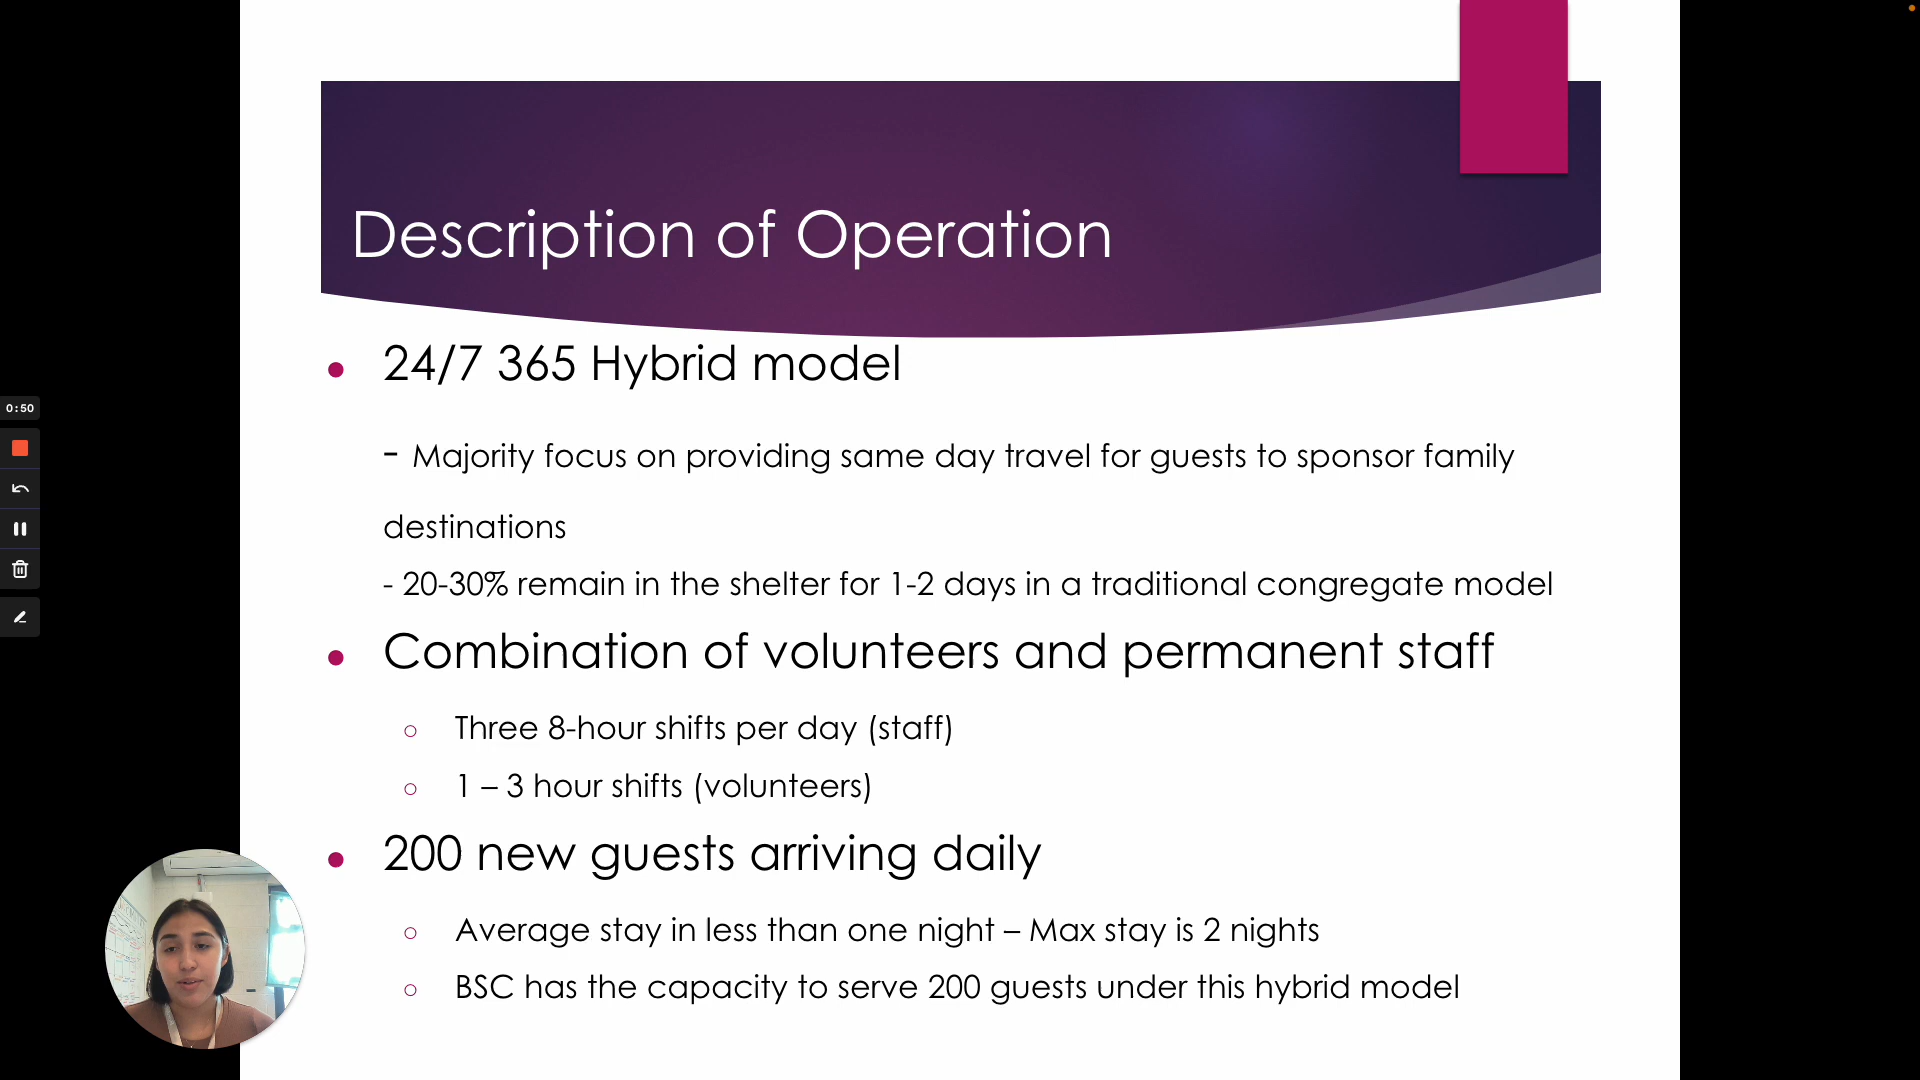 Description of Operation
24/7 365 Hybrid model
- Majority focus on providing same day travel for guests to sponsor family
destinations
- 20-30% remain in the shelter for 1-2 days in a traditional congregate model
Combination of volunteers and permanent staff
Three 8-hour shifts per day (staff)
1 – 3 hour shifts (volunteers)
200 new guests arriving daily
Average stay in less than one night – Max stay is 2 nights
BSC has the capacity to serve 200 guests under this hybrid model
0:50